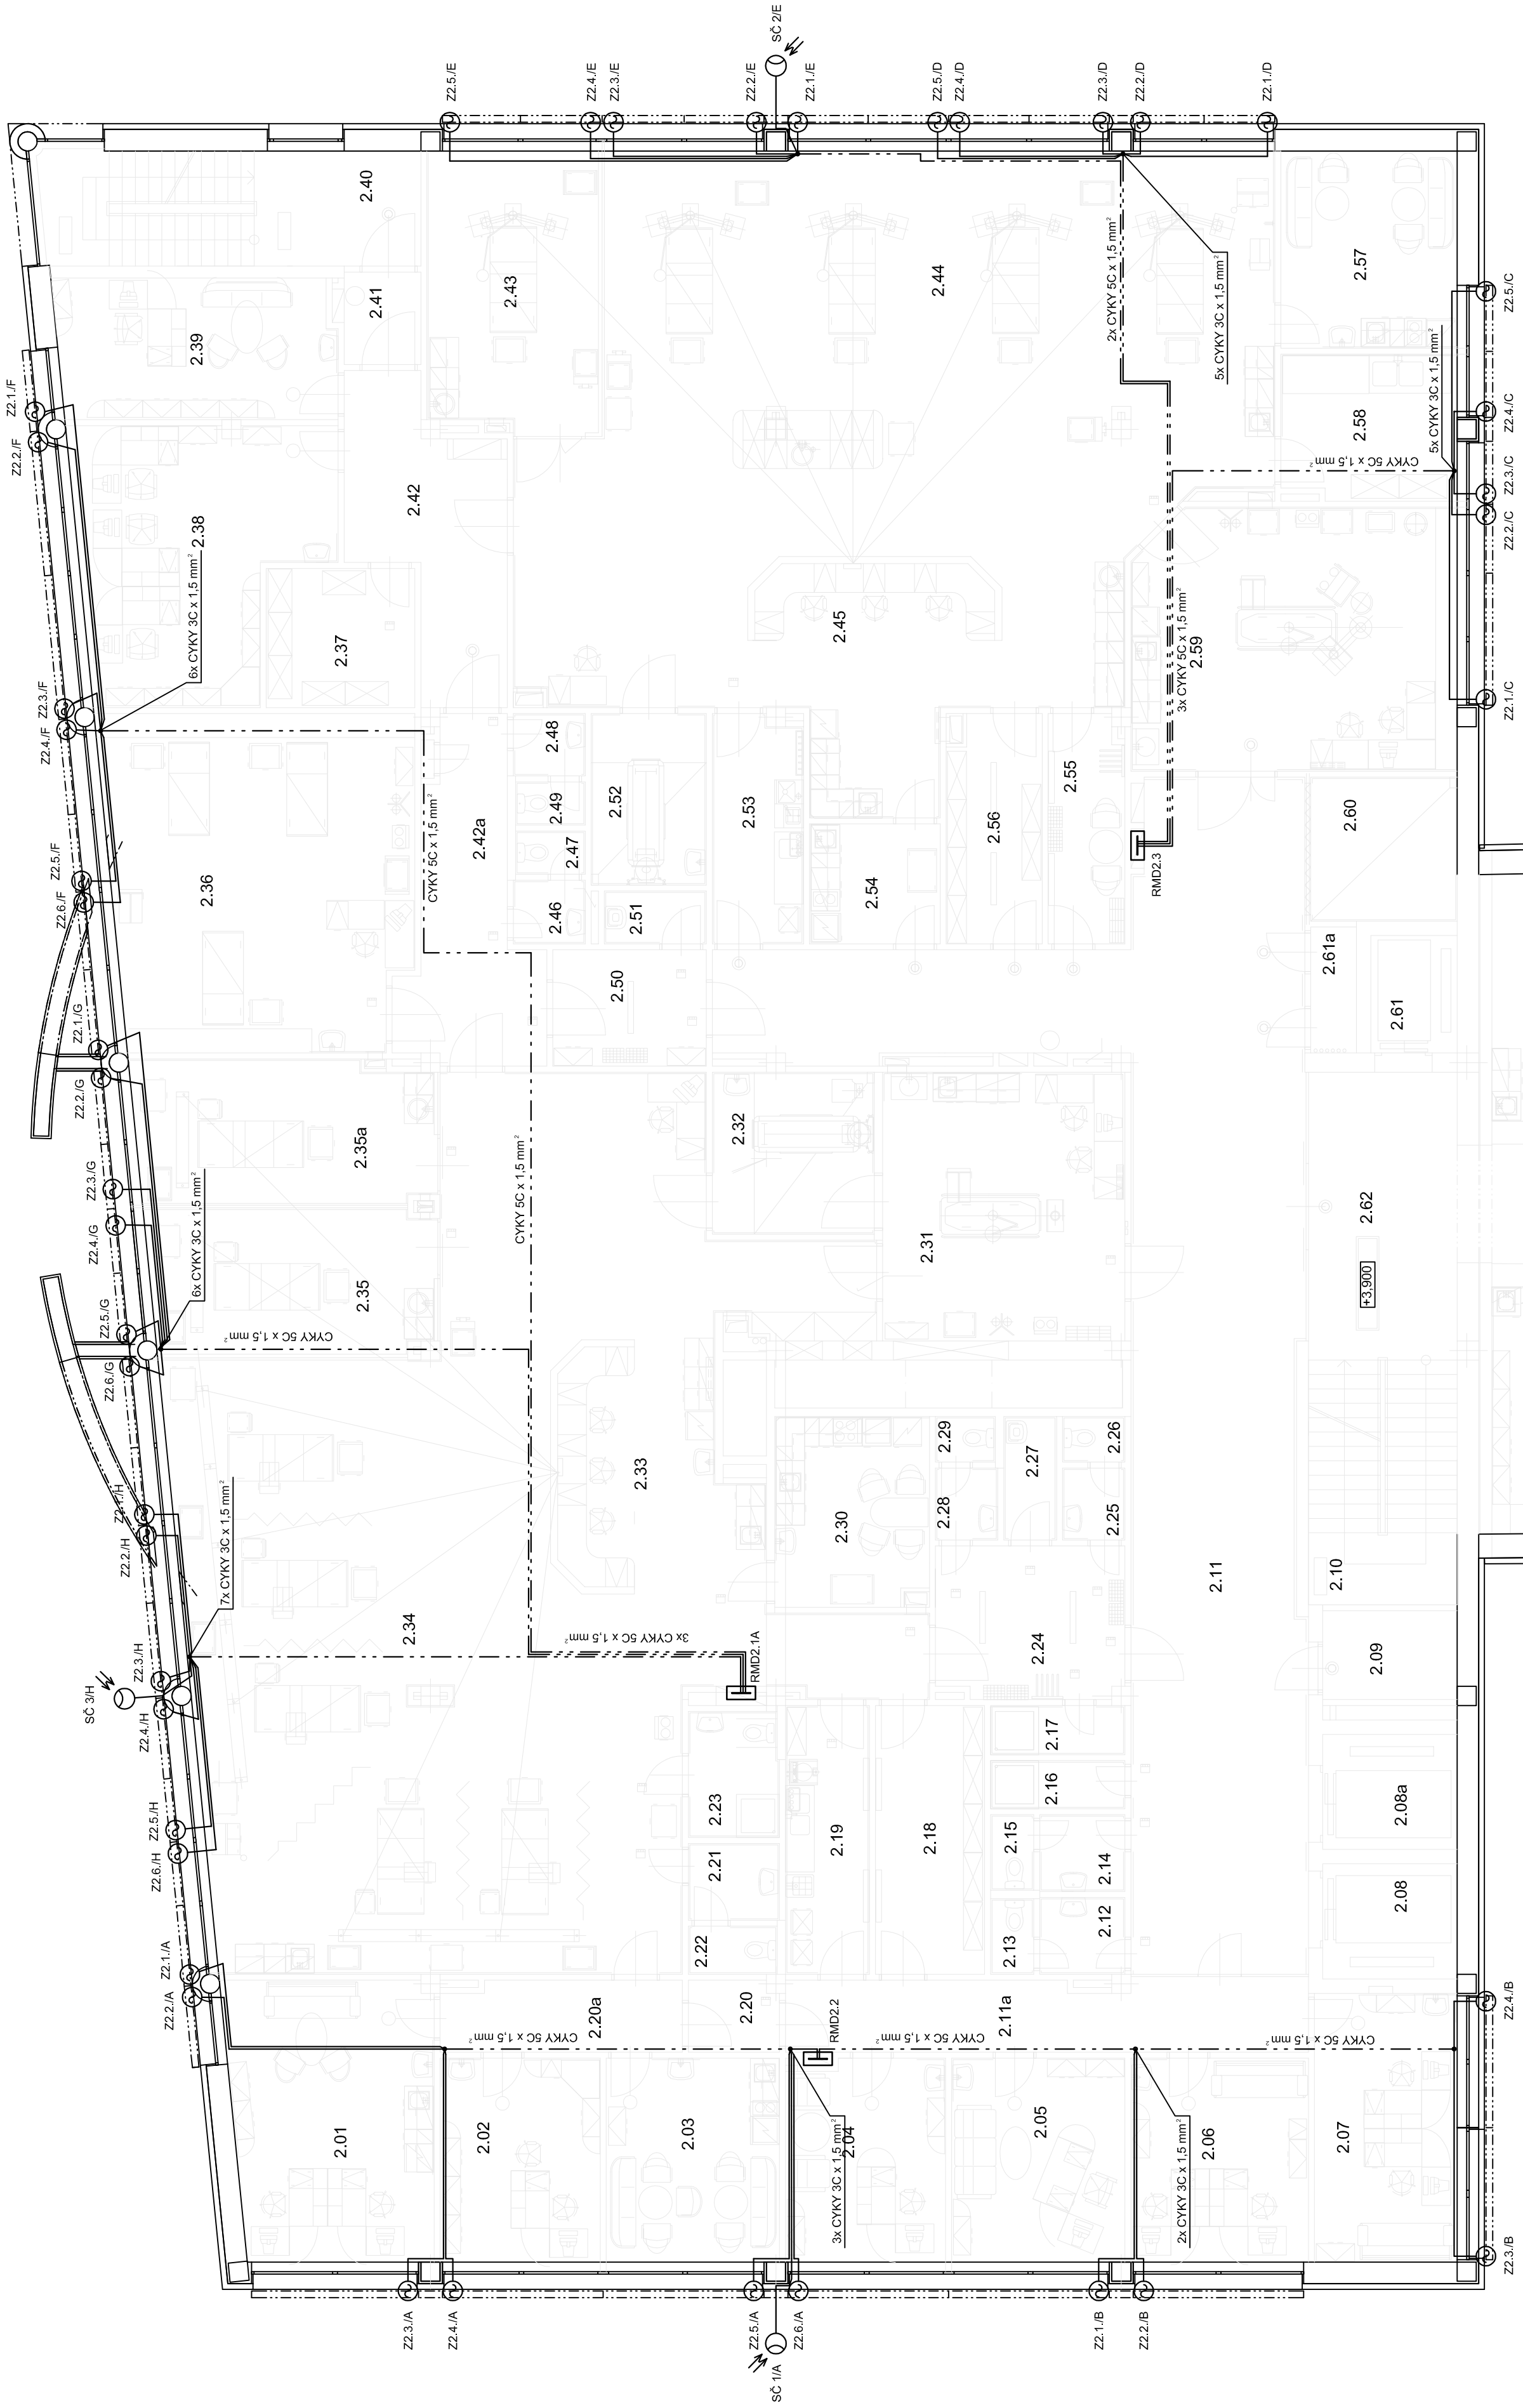 SČ 2/E
Z2.5./E
Z2.4./E
Z2.3./E
Z2.2./E
Z2.1./E
Z2.5./D
Z2.4./D
Z2.3./D
Z2.2./D
Z2.1./D
2.40
2.41
2.43
2.44
2x CYKY 5C x 1,5 mm²
5x CYKY 3C x 1,5 mm²
2.57
Z2.5./C
2.39
Z2.1./F
Z2.2./F
2.42
2.58
5x CYKY 3C x 1,5 mm²
CYKY 5C x 1,5 mm²
Z2.4./C
Z2.3./C
Z2.2./C
2.38
6x CYKY 3C x 1,5 mm²
2.37
2.45
3x CYKY 5C x 1,5 mm²
2.59
Z2.1./C
Z2.3./F
Z2.4./F
2.48
2.49
2.47
2.46
2.52
2.51
2.53
2.54
2.56
2.55
2.60
RMD2.3
CYKY 5C x 1,5 mm²
2.42a
2.36
Z2.5./F
Z2.6./F
2.50
2.61a
2.61
Z2.1./G
Z2.2./G
2.35a
2.32
CYKY 5C x 1,5 mm²
Z2.3./G
Z2.4./G
6x CYKY 3C x 1,5 mm²
2.35
2.31
2.62
+3,900
Z2.5./G
Z2.6./G
CYKY 5C x 1,5 mm²
2.33
2.30
2.29
2.28
2.27
2.26
2.25
Z2.1./H
Z2.2./H
7x CYKY 3C x 1,5 mm²
2.34
3x CYKY 5C x 1,5 mm²
RMD2.1A
2.24
2.11
2.10
2.09
Z2.3./H
SČ 3/H
Z2.4./H
2.17
2.16
2.15
2.14
2.12
2.13
2.18
2.19
2.23
2.21
2.22
2.08a
2.08
Z2.5./H
Z2.6./H
Z2.1./A
Z2.2./A
2.20a
2.20
2.11a
RMD2.2
CYKY 5C x 1,5 mm²
CYKY 5C x 1,5 mm²
CYKY 5C x 1,5 mm²
Z2.4./B
2.01
2.02
2.03
2.04
3x CYKY 3C x 1,5 mm²
2.05
2.06
2x CYKY 3C x 1,5 mm²
2.07
Z2.3./B
Z2.3./A
Z2.4./A
Z2.5./A
Z2.6./A
Z2.1./B
Z2.2./B
SČ 1/A